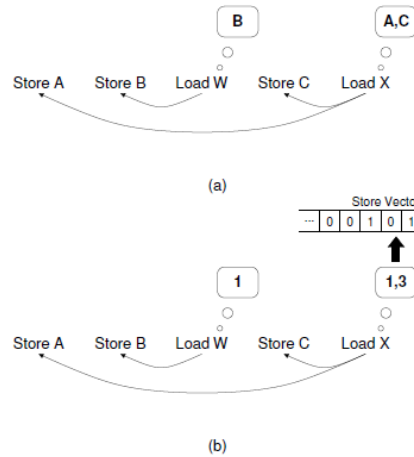 B A,C
Store A Store B Load W Store C Load X
(a)
Store Vecto
... 0 0 1 0 1
1 1,3
Store A Store B Load W Store C Load X
(b)